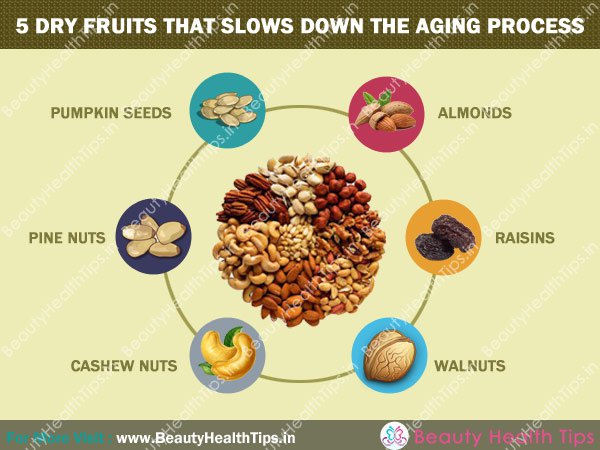 5 DRY FRUITS THAT SLOWS DOWN THE AGING PROCESS
PUMPKIN SEEDS
ALMONDS
PINE NUTS
RAISINS
CASHEW NUTS
WALNUTS
For More Visit : www.BeautyHealthTips.in
Beauty Health Tips
BeautyHealthTips.in